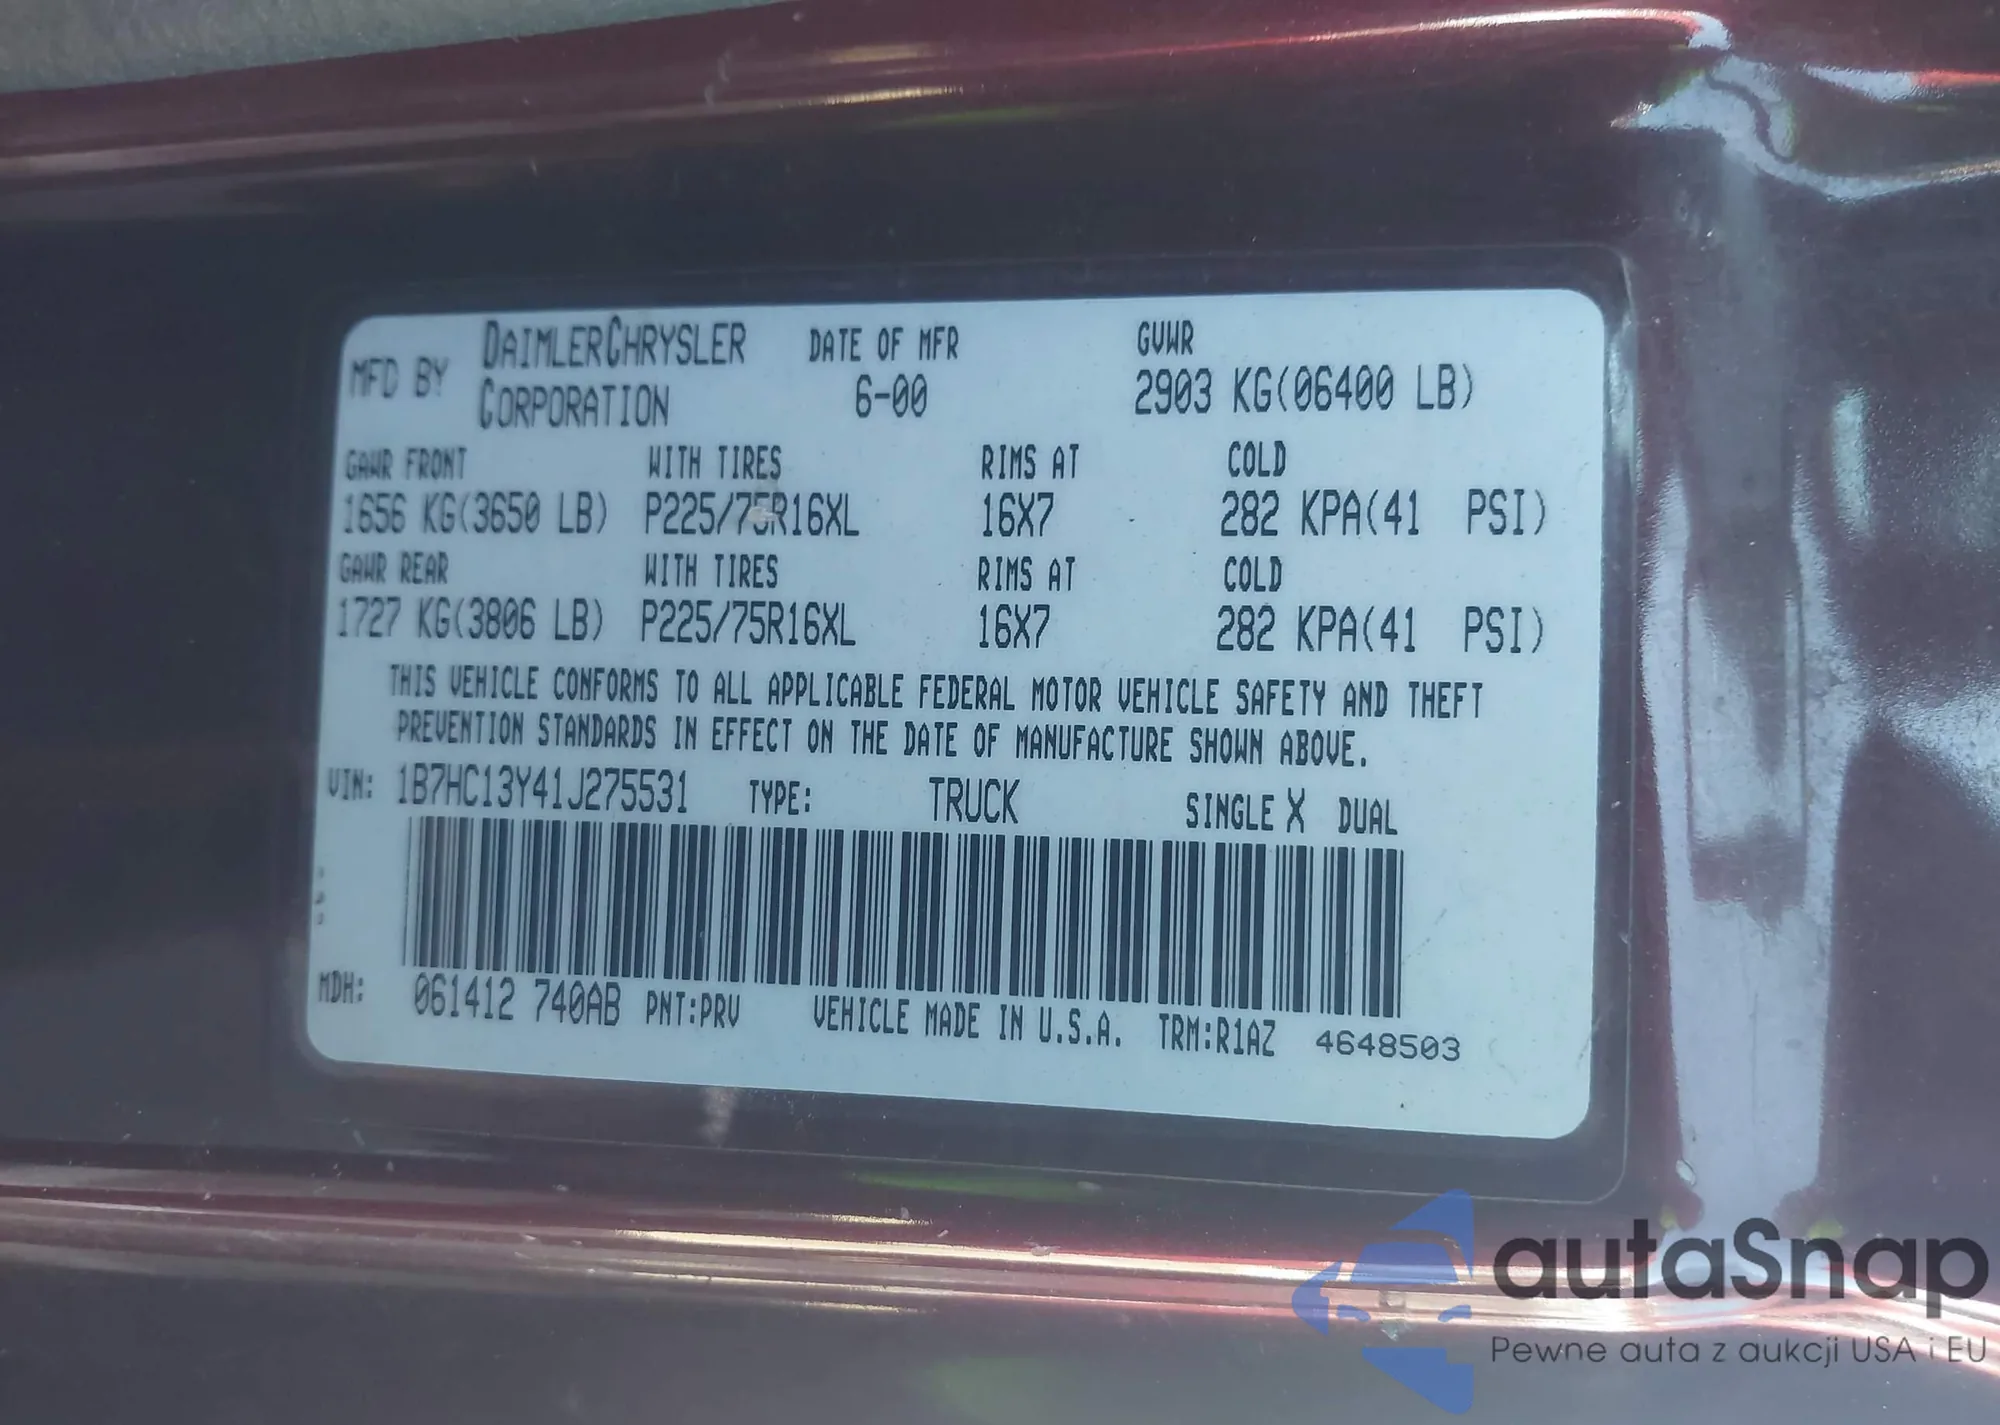 MFD BY DAIMLERCHRYSLER CORPORATION DATE OF MFR 6-00 GVWR 2903 KG(06400 LB)
GAWR FRONT WITH TIRES RIMS AT COLD
1656 KG(3650 LB) P225/75R16XL 16X7 282 KPA(41 PSI)
GAWR REAR WITH TIRES RIMS AT COLD
1727 KG(3806 LB) P225/75R16XL 16X7 282 KPA(41 PSI)
THIS VEHICLE CONFORMS TO ALL APPLICABLE FEDERAL MOTOR VEHICLE SAFETY AND THEFT
PREVENTION STANDARDS IN EFFECT ON THE DATE OF MANUFACTURE SHOWN ABOVE.
VIN: 1B7HC13Y41J275531 TYPE: TRUCK SINGLE X DUAL
MDH: 061412 740AB PNT:PRV VEHICLE MADE IN U.S.A. TRM:R1AZ 4648503
autaSnap
Pewne auta z aukcji USA i EU